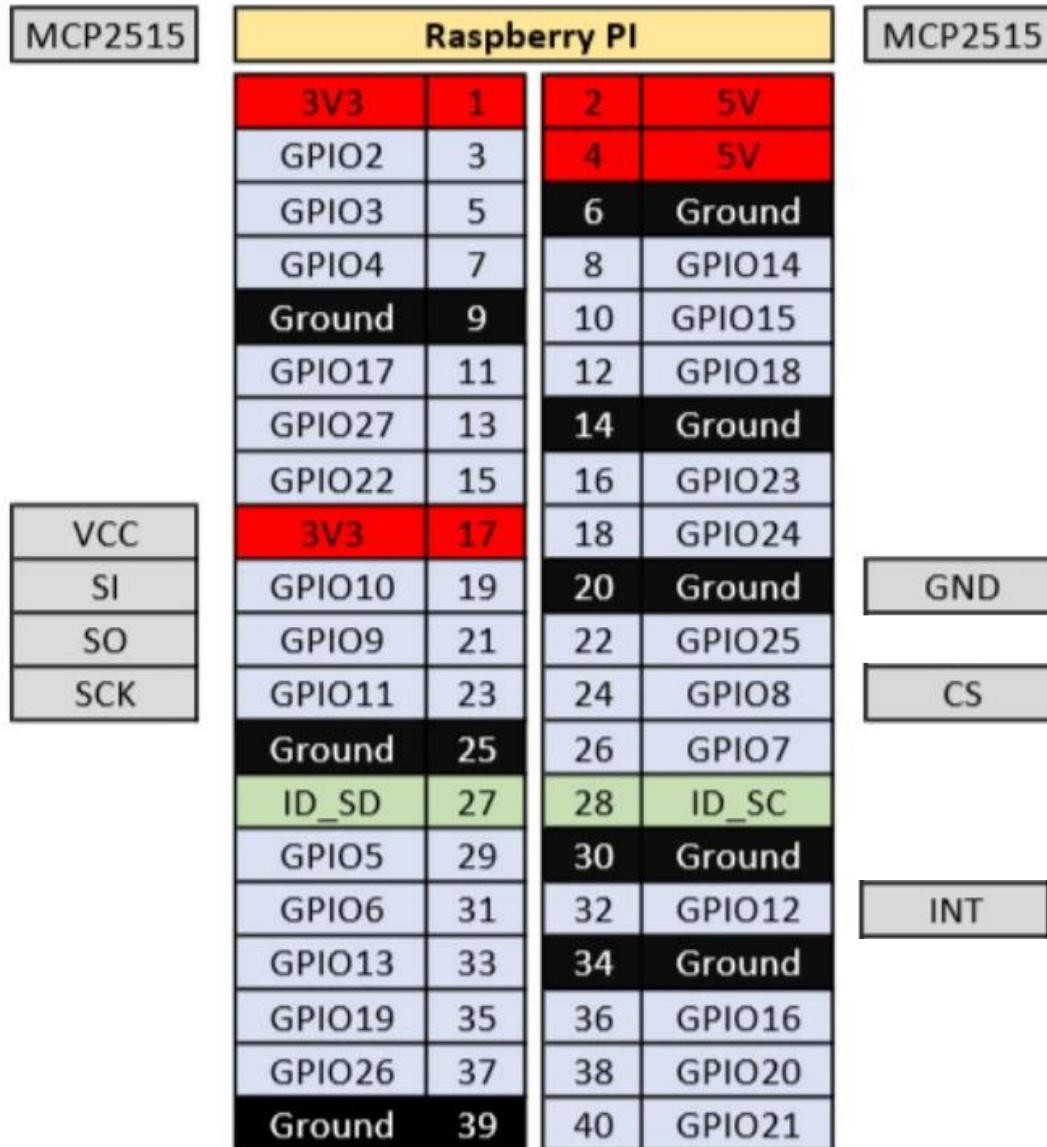 MCP2515 Raspberry PI MCP2515
3V3 1 2 5V
GPIO2 3 4 5V
GPIO3 5 6 Ground
GPIO4 7 8 GPIO14
Ground 9 10 GPIO15
GPIO17 11 12 GPIO18
GPIO27 13 14 Ground
GPIO22 15 16 GPIO23
VCC 3V3 17 18 GPIO24
SI GPIO10 19 20 Ground GND
SO GPIO9 21 22 GPIO25
SCK GPIO11 23 24 GPIO8 CS
Ground 25 26 GPIO7
ID_SD 27 28 ID_SC
GPIO5 29 30 Ground
GPIO6 31 32 GPIO12 INT
GPIO13 33 34 Ground
GPIO19 35 36 GPIO16
GPIO26 37 38 GPIO20
Ground 39 40 GPIO21